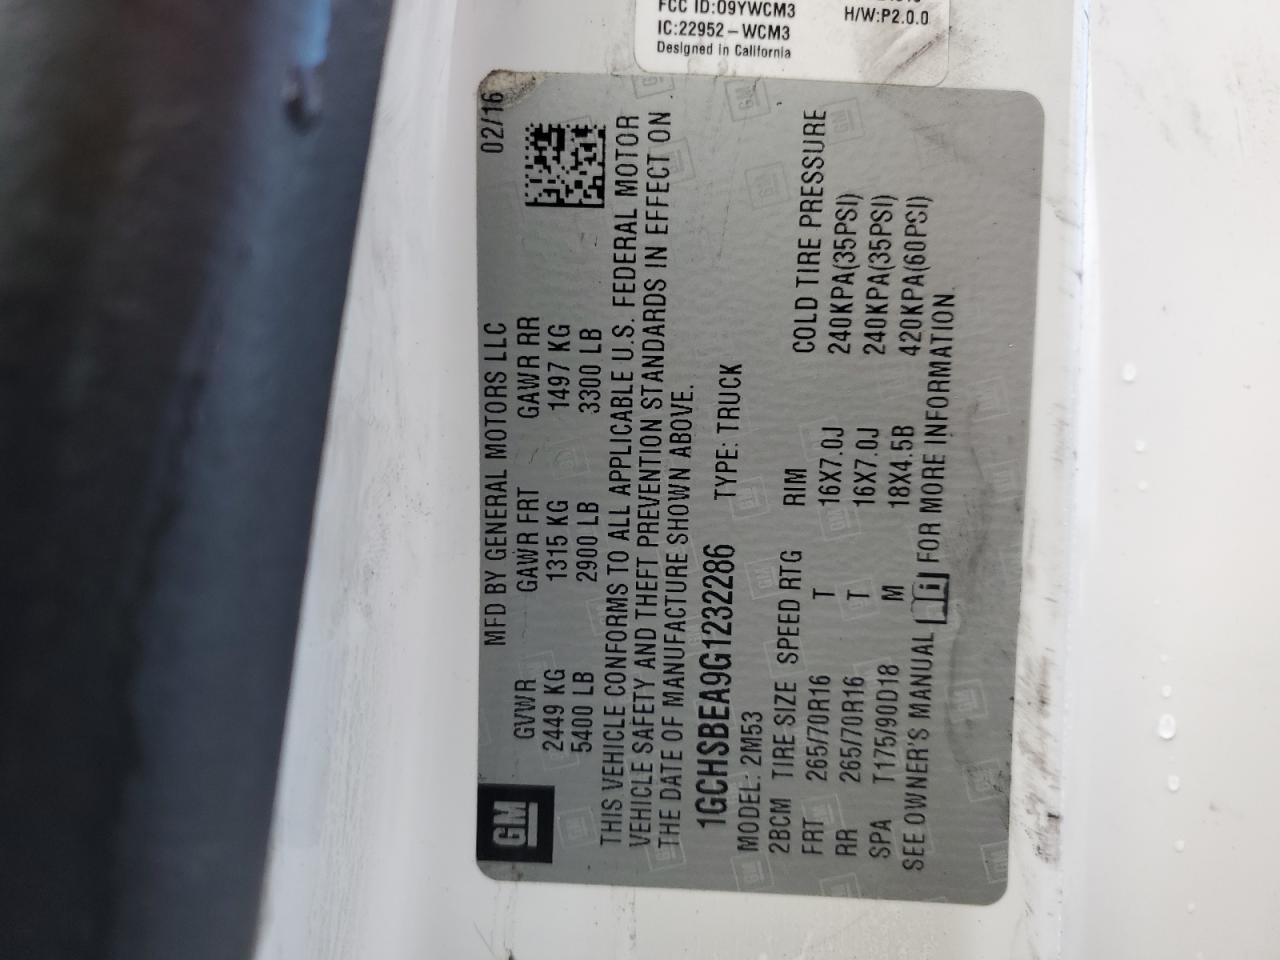 FCC ID:O9YWCM3
IC:22952-WCM3
Designed in California
H/W:P2.0.0
GM
MFD BY GENERAL MOTORS LLC 02/16
GVWR GAWR FRT GAWR RR
2449 KG 1315 KG 1497 KG
5400 LB 2900 LB 3300 LB
THIS VEHICLE CONFORMS TO ALL APPLICABLE U.S. FEDERAL MOTOR
VEHICLE SAFETY AND THEFT PREVENTION STANDARDS IN EFFECT ON
THE DATE OF MANUFACTURE SHOWN ABOVE.
1GCHSBEA9G1232286 TYPE: TRUCK
MODEL: 2M53
2BCM TIRE SIZE SPEED RTG RIM COLD TIRE PRESSURE
FRT 265/70R16 T 16X7.0J 240KPA(35PSI)
RR 265/70R16 T 16X7.0J 240KPA(35PSI)
SPA T175/90D18 M 18X4.5B 420KPA(60PSI)
SEE OWNER'S MANUAL i FOR MORE INFORMATION